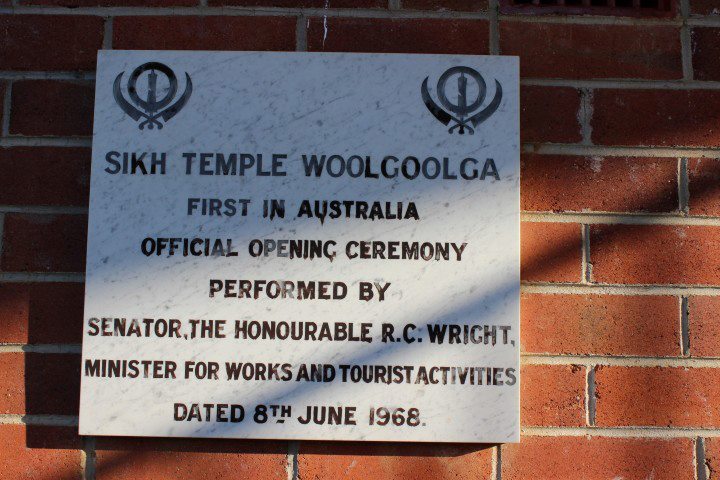 SIKH TEMPLE WOOLGOOLGA
FIRST IN AUSTRALIA
OFFICIAL OPENING CEREMONY
PERFORMED BY
SENATOR, THE HONOURABLE R.C. WRIGHT,
MINISTER FOR WORKS AND TOURIST ACTIVITIES
DATED 8TH JUNE 1968.